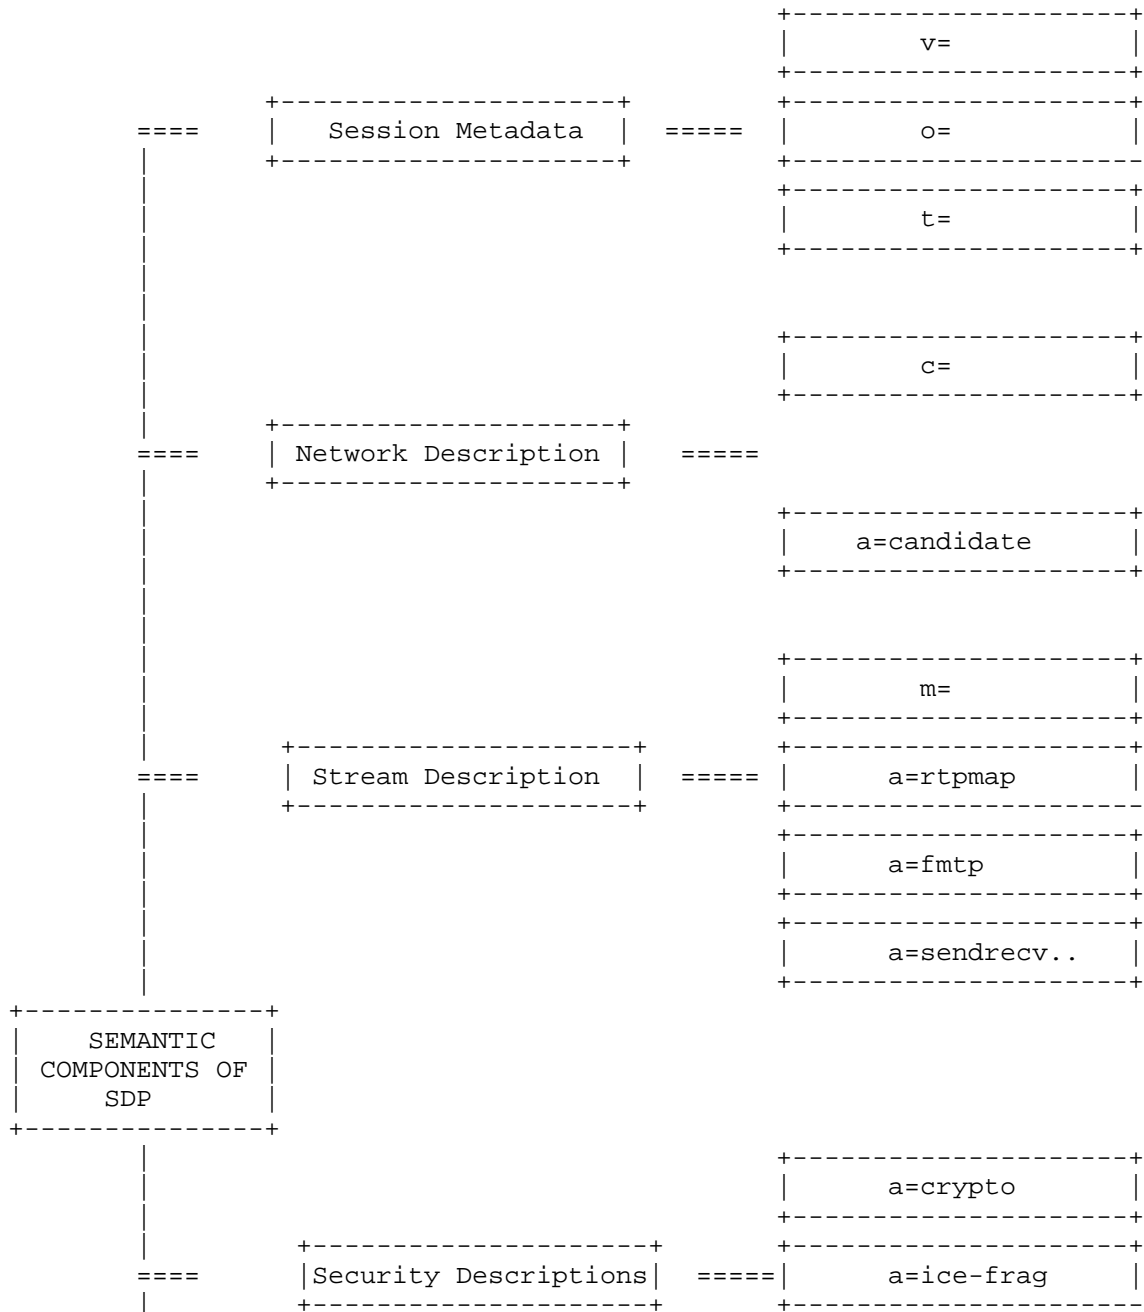 v=
Session Metadata
o=
t=
c=
Network Description
a=candidate
m=
Stream Description
a=rtpmap
a=fmtp
a=sendrecv..
SEMANTIC
COMPONENTS OF
SDP
a=crypto
Security Descriptions
a=ice-frag